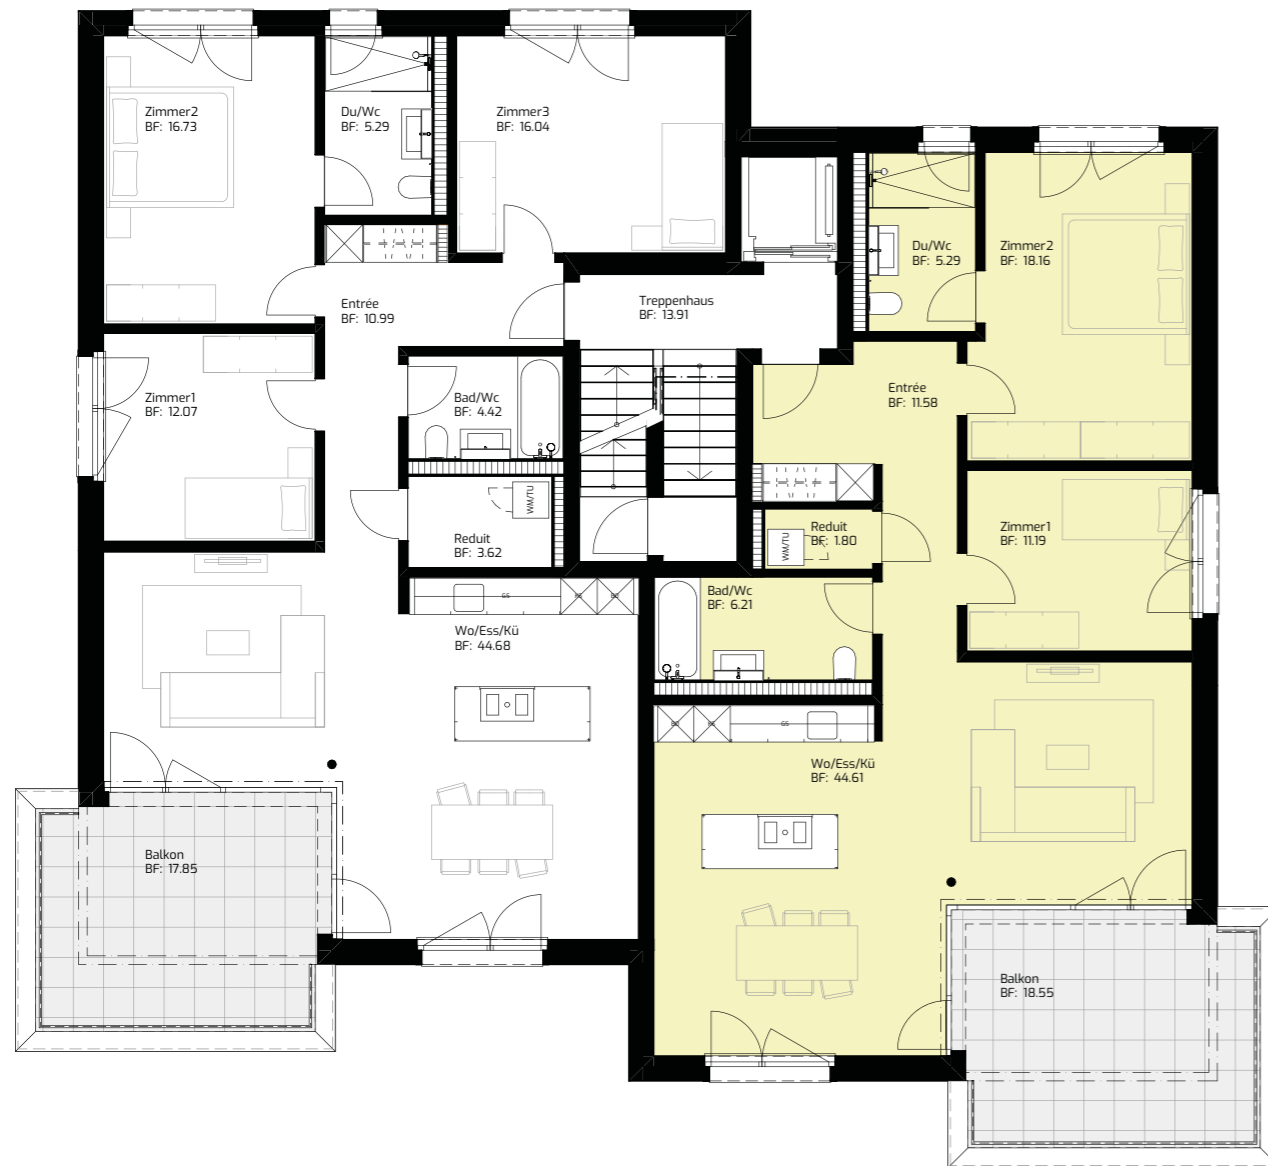 Zimmer2
BF: 16.73
Du/Wc
BF: 5.29
Zimmer3
BF: 16.04
Du/Wc
BF: 5.29
Zimmer2
BF: 18.16
Entrée
BF: 10.99
Treppenhaus
BF: 13.91
Zimmer1
BF: 12.07
Bad/Wc
BF: 4.42
Entrée
BF: 11.58
WM/TU
Reduit
BF: 3.62
Reduit
BF: 1.80
WM/TU
Zimmer1
BF: 11.19
Bad/Wc
BF: 6.21
GS
KS
BO
Wo/Ess/Kü
BF: 44.68
BO
KS
GS
Wo/Ess/Kü
BF: 44.61
Balkon
BF: 17.85
Balkon
BF: 18.55